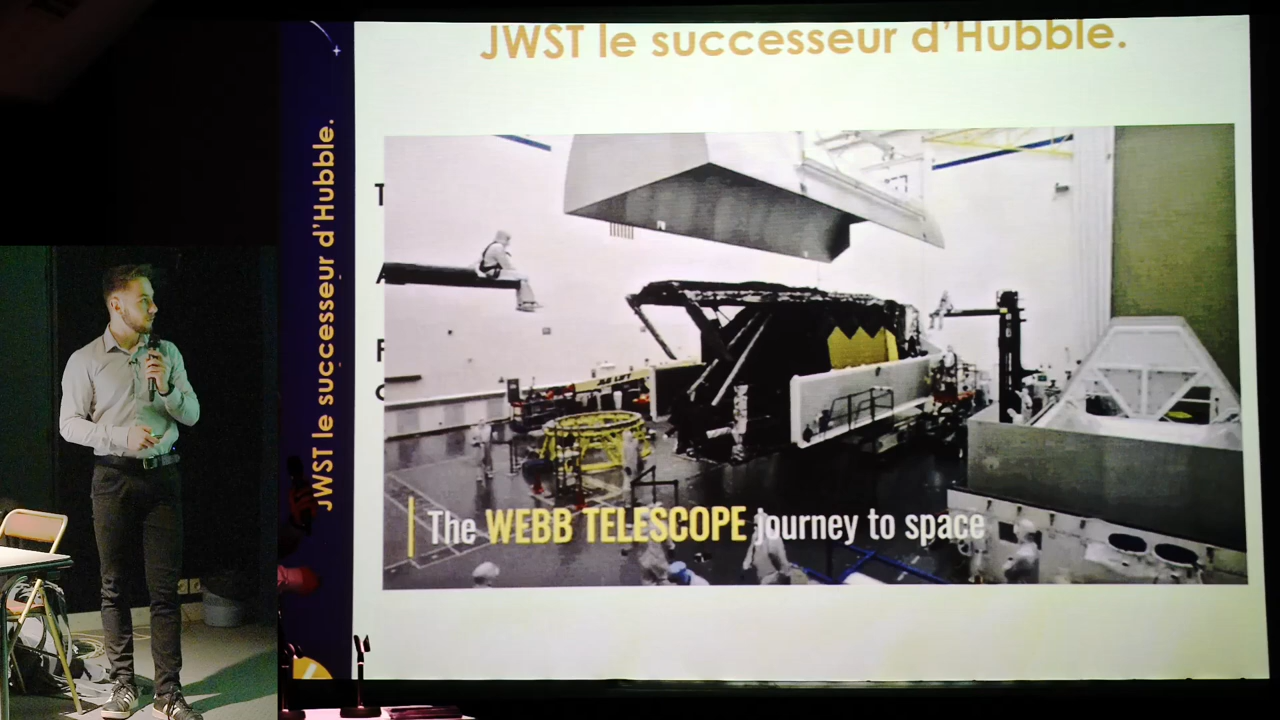 JWST le successeur d'Hubble.
JWST le successeur d'Hubble.
T
A
The WEBB TELESCOPE journey to space